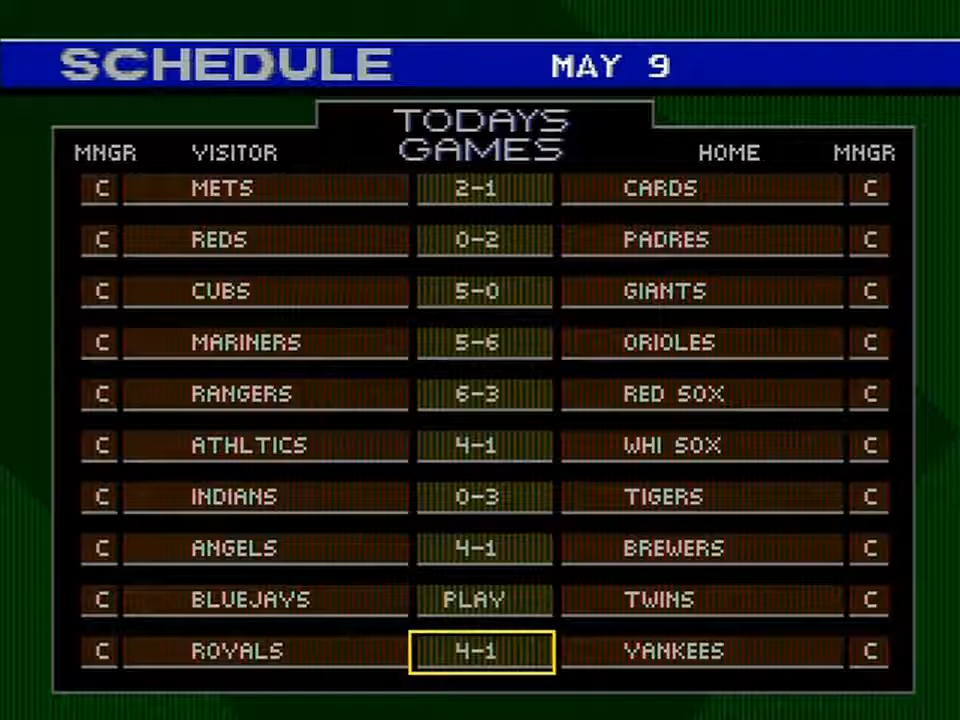 SCHEDULE MAY 9
TODAYS
GAMES
MNGR VISITOR HOME MNGR
C METS 2-1 CARDS C
C REDS 0-2 PADRES C
C CUBS 5-0 GIANTS C
C MARINERS 5-6 ORIOLES C
C RANGERS 6-3 RED SOX C
C ATHLTICS 4-1 WHI SOX C
C INDIANS 0-3 TIGERS C
C ANGELS 4-1 BREWERS C
C BLUEJAYS PLAY TWINS C
C ROYALS 4-1 YANKEES C